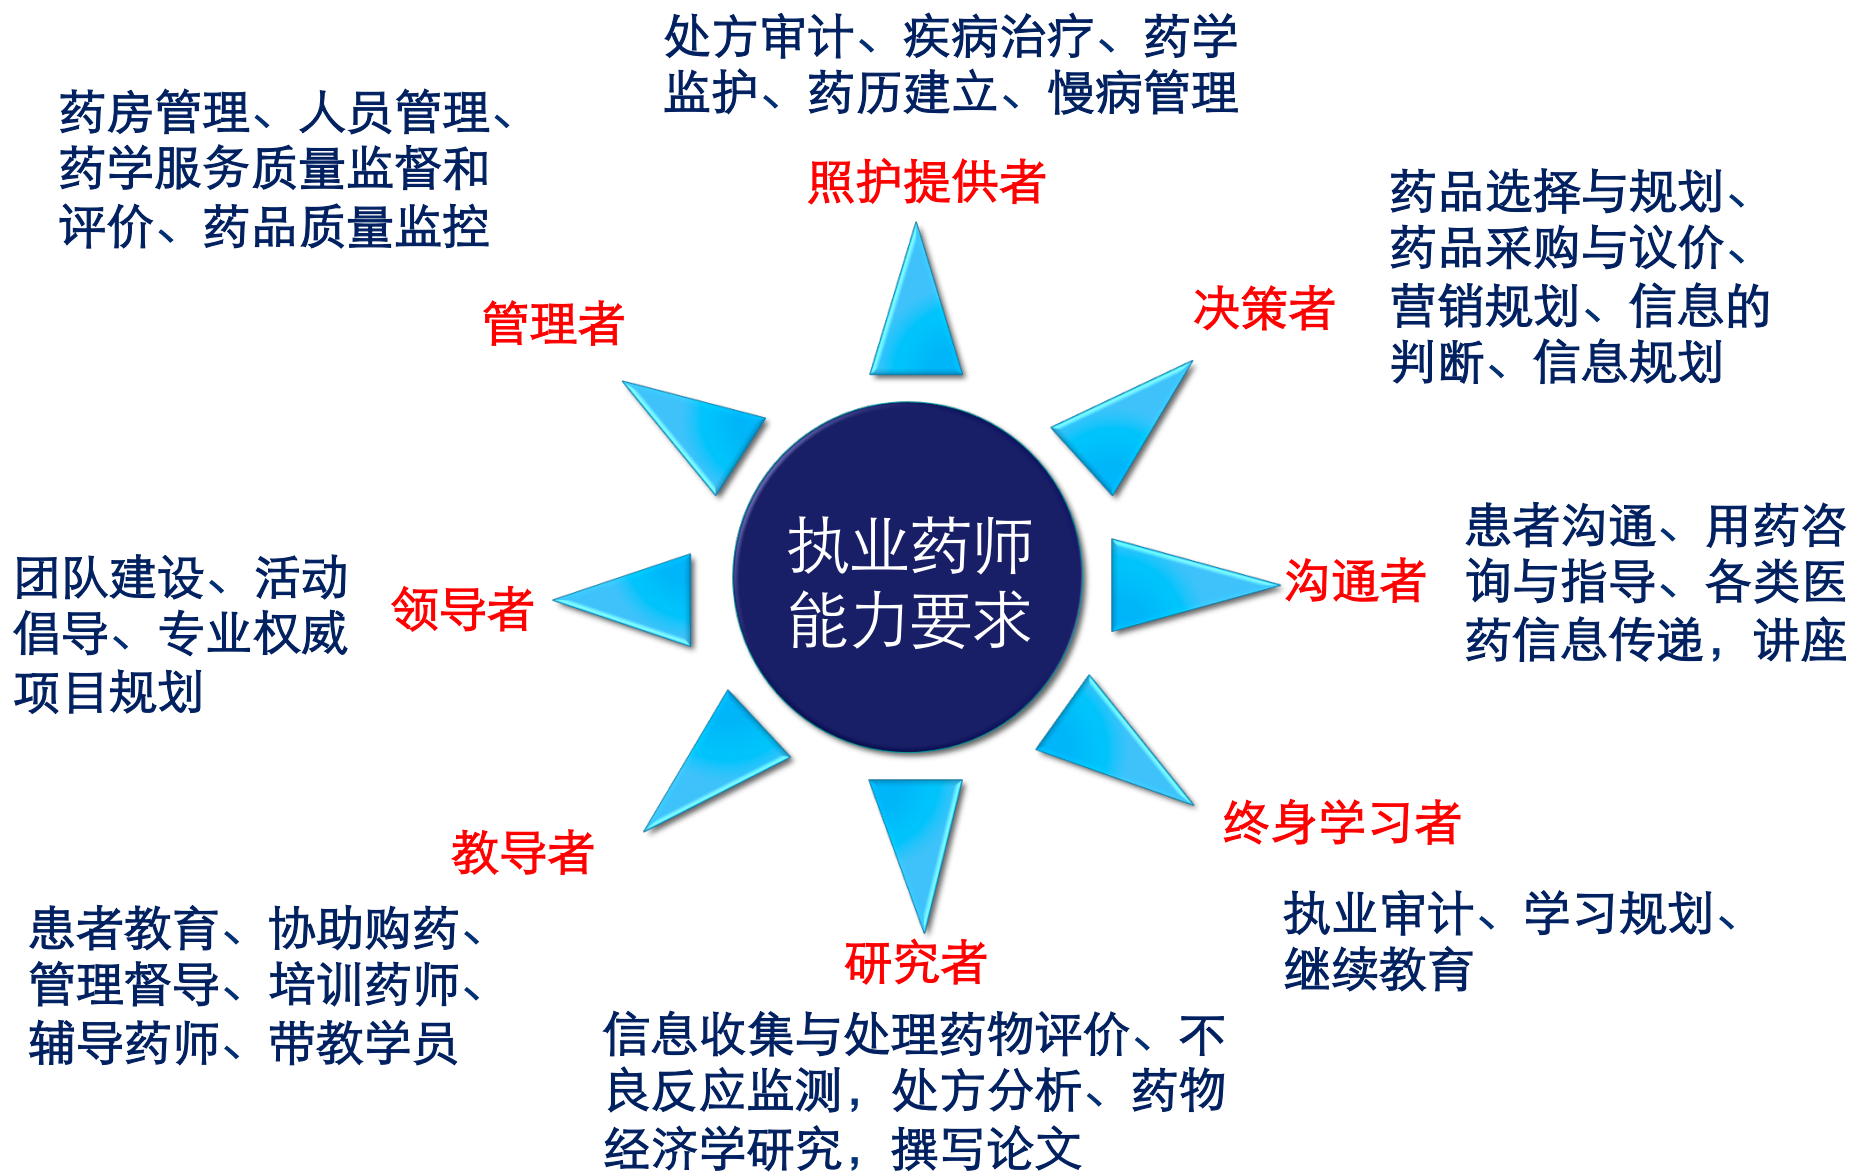 处方审计、疾病治疗、药学
监护、药历建立、慢病管理
照护提供者
药品选择与规划、
药品采购与议价、
营销规划、信息的
判断、信息规划
决策者
患者沟通、用药咨
询与指导、各类医
药信息传递，讲座
沟通者
终身学习者
执业审计、学习规划、
继续教育
研究者
信息收集与处理药物评价、不
良反应监测，处方分析、药物
经济学研究，撰写论文
教导者
患者教育、协助购药、
管理督导、培训药师、
辅导药师、带教学员
领导者
团队建设、活动
倡导、专业权威
项目规划
管理者
药房管理、人员管理、
药学服务质量监督和
评价、药品质量监控
执业药师
能力要求